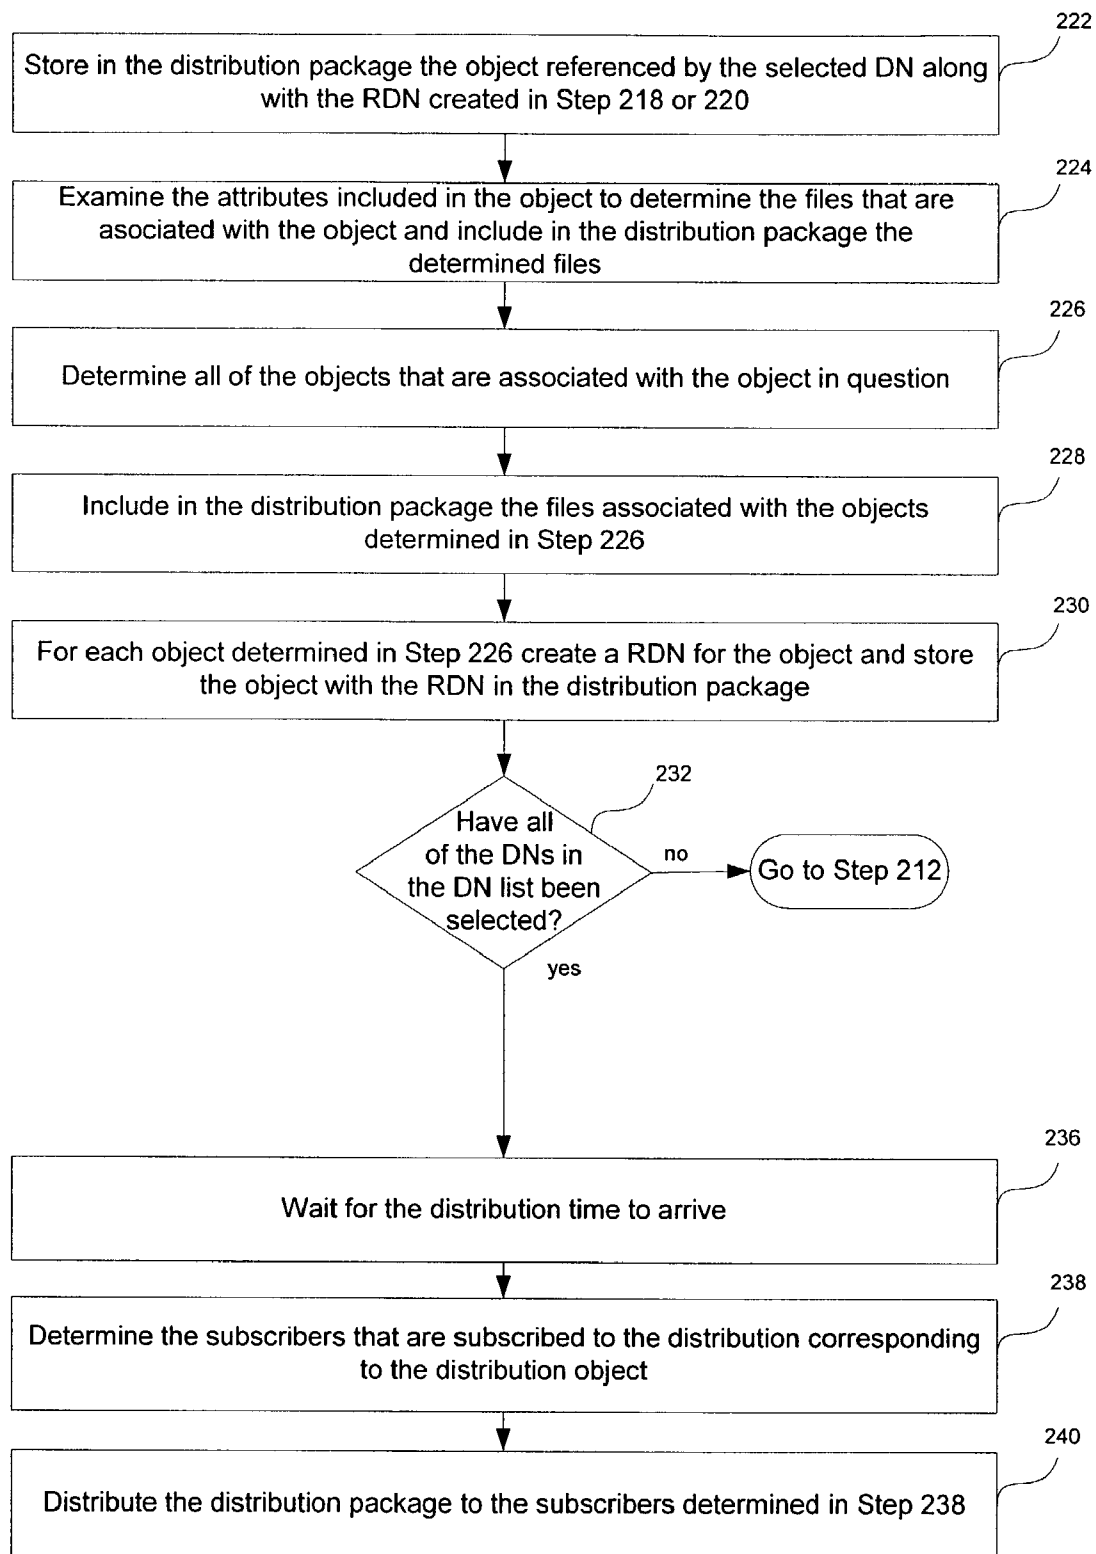 222
Store in the distribution package the object referenced by the selected DN along
with the RDN created in Step 218 or 220
224
Examine the attributes included in the object to determine the files that are
asociated with the object and include in the distribution package the
determined files
226
Determine all of the objects that are associated with the object in question
228
Include in the distribution package the files associated with the objects
determined in Step 226
230
For each object determined in Step 226 create a RDN for the object and store
the object with the RDN in the distribution package
232
Have all
of the DNs in
the DN list been
selected?
no
Go to Step 212
yes
236
Wait for the distribution time to arrive
238
Determine the subscribers that are subscribed to the distribution corresponding
to the distribution object
240
Distribute the distribution package to the subscribers determined in Step 238